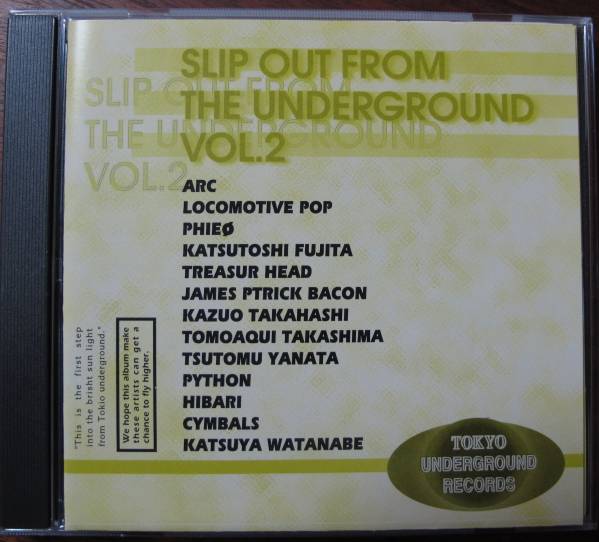 SLIP OUT FROM
THE UNDERGROUND
VOL.2
SLIP OUT FROM
THE UNDERGROUND
VOL.2
ARC
LOCOMOTIVE POP
PHIEØ
KATSUTOSHI FUJITA
TREASUR HEAD
JAMES PTRICK BACON
KAZUO TAKAHASHI
TOMOAQUI TAKASHIMA
TSUTOMU YANATA
PYTHON
HIBARI
CYMBALS
KATSUYA WATANABE
"This is the first step
into the brisht sun light
from Tokio underground."
We hope this album make
these artists can get a
chance to fly higher.
TOKYO
UNDERGROUND
RECORDS